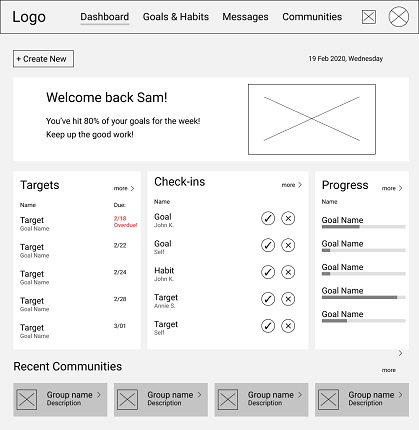 Logo
Dashboard
Goals & Habits
Messages
Communities
+ Create New
19 Feb 2020, Wednesday
Welcome back Sam!
You've hit 80% of your goals for the week!
Keep up the good work!
Targets
more
Name
Due:
Target
2/18
Goal Name
Overdue!
Target
2/22
Goal Name
Target
2/24
Goal Name
Target
2/28
Goal Name
Target
3/01
Goal Name
Check-ins
more
Name
Goal
John K.
Goal
Self
Habit
John K.
Target
Annie S.
Target
Self
Progress
more
Name
Goal Name
Goal Name
Goal Name
Goal Name
Goal Name
Recent Communities
more
Group name
Description
Group name
Description
Group name
Description
Group name
Description